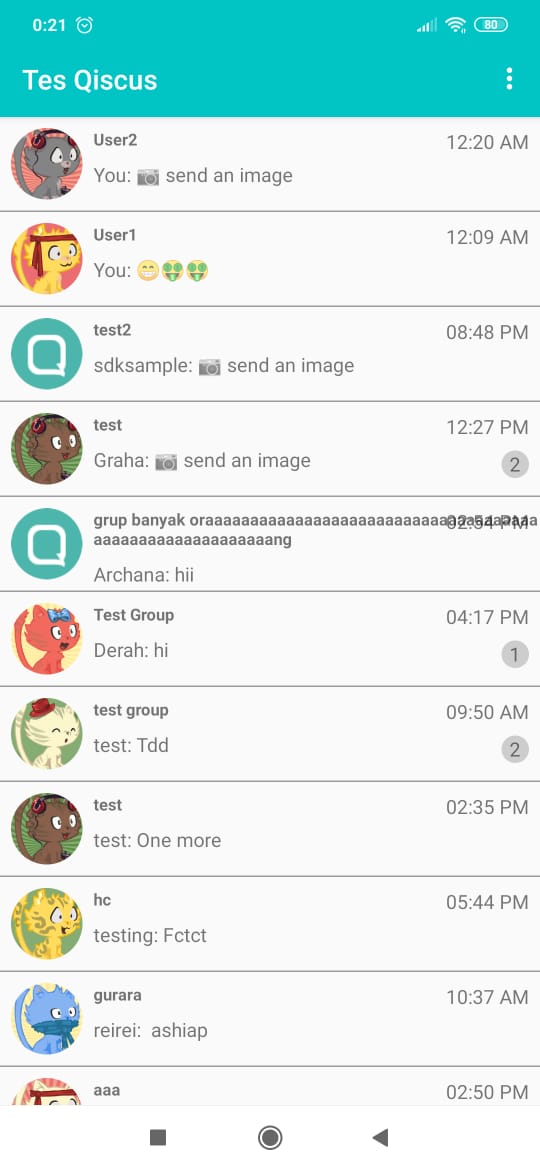 0:21
80
Tes Qiscus
User2
12:20 AM
You: 📷 send an image
User1
12:09 AM
You: 😁🤑🤑
test2
08:48 PM
sdksample: 📷 send an image
test
12:27 PM
Graha: 📷 send an image
2
grup banyak oraaaaaaaaaaaaaaaaaaaaaaaaaaaaaaaaaaaaa
02:54 PM
aaaaaaaaaaaaaaaaaaaang
Archana: hii
Test Group
04:17 PM
Derah: hi
1
test group
09:50 AM
test: Tdd
2
test
02:35 PM
test: One more
hc
05:44 PM
testing: Fctct
gurara
10:37 AM
reirei:  ashiap
aaa
02:50 PM